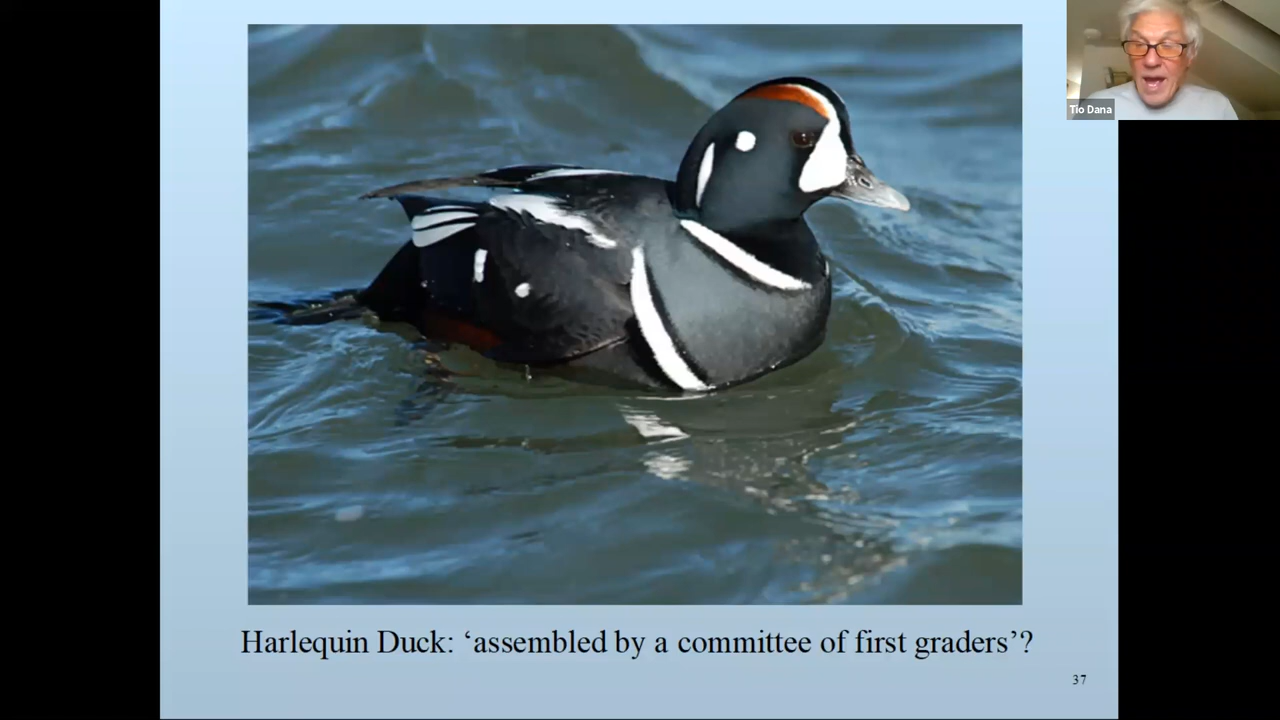 Tio Dana
Harlequin Duck: ‘assembled by a committee of first graders’?
37